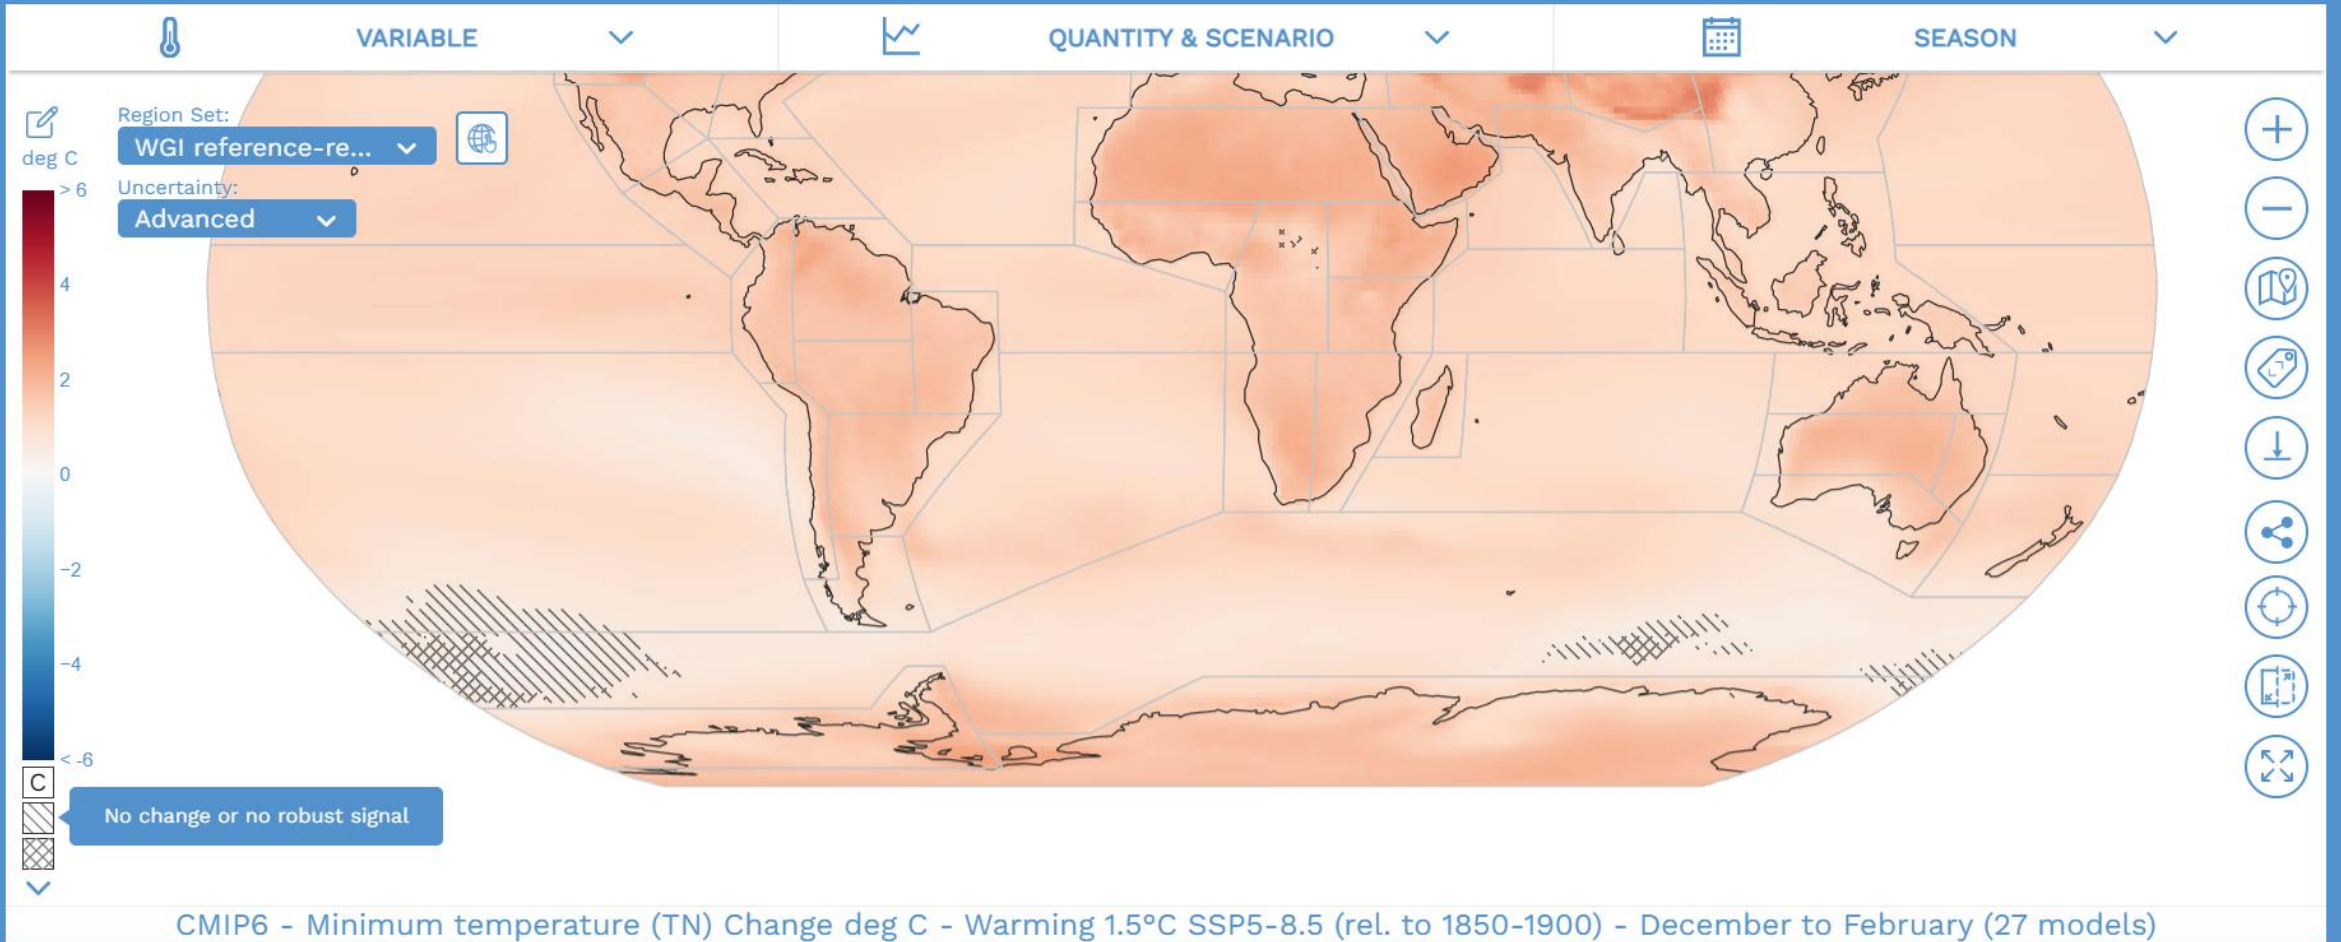 VARIABLE
QUANTITY & SCENARIO
SEASON
Region Set:
WGI reference-re...
deg C
Uncertainty:
Advanced
> 6
4
2
0
−2
−4
< -6
C
No change or no robust signal
CMIP6 - Minimum temperature (TN) Change deg C - Warming 1.5°C SSP5-8.5 (rel. to 1850-1900) - December to February (27 models)